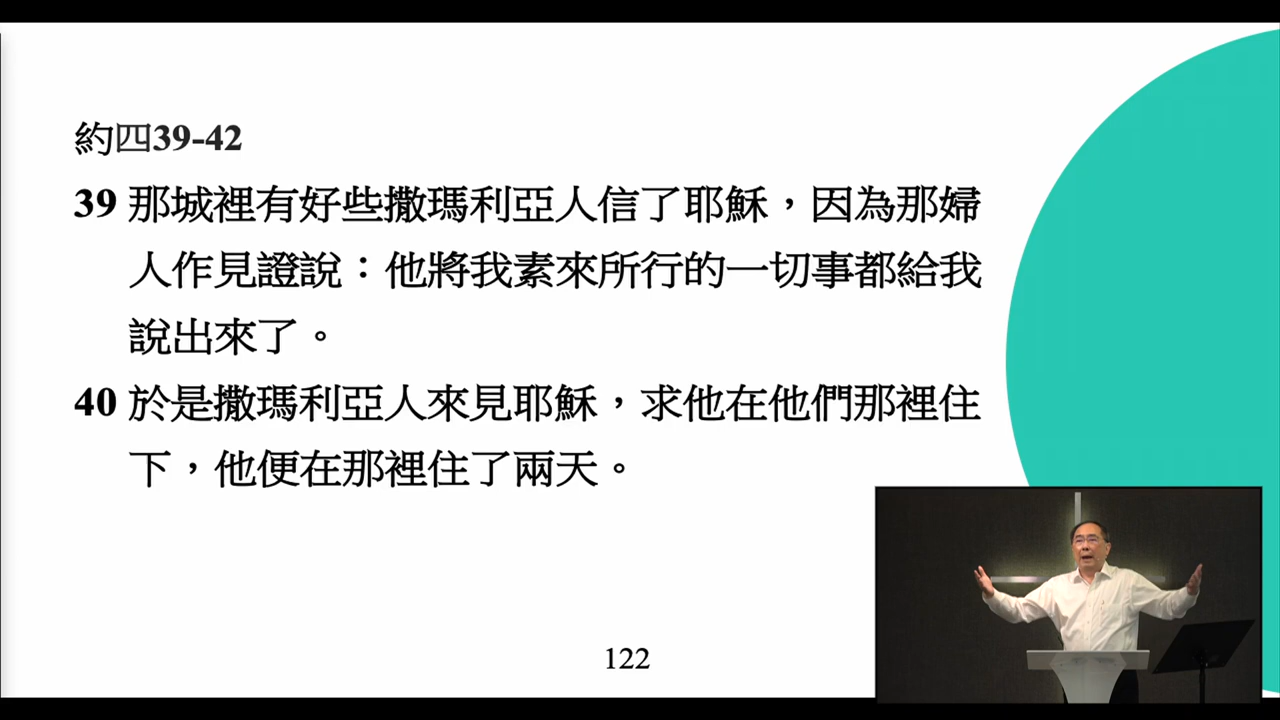 約四39-42
39 那城裡有好些撒瑪利亞人信了耶穌，因為那婦
人作見證說：他將我素來所行的一切事都給我
說出來了。
40 於是撒瑪利亞人來見耶穌，求他在他們那裡住
下，他便在那裡住了兩天。
122